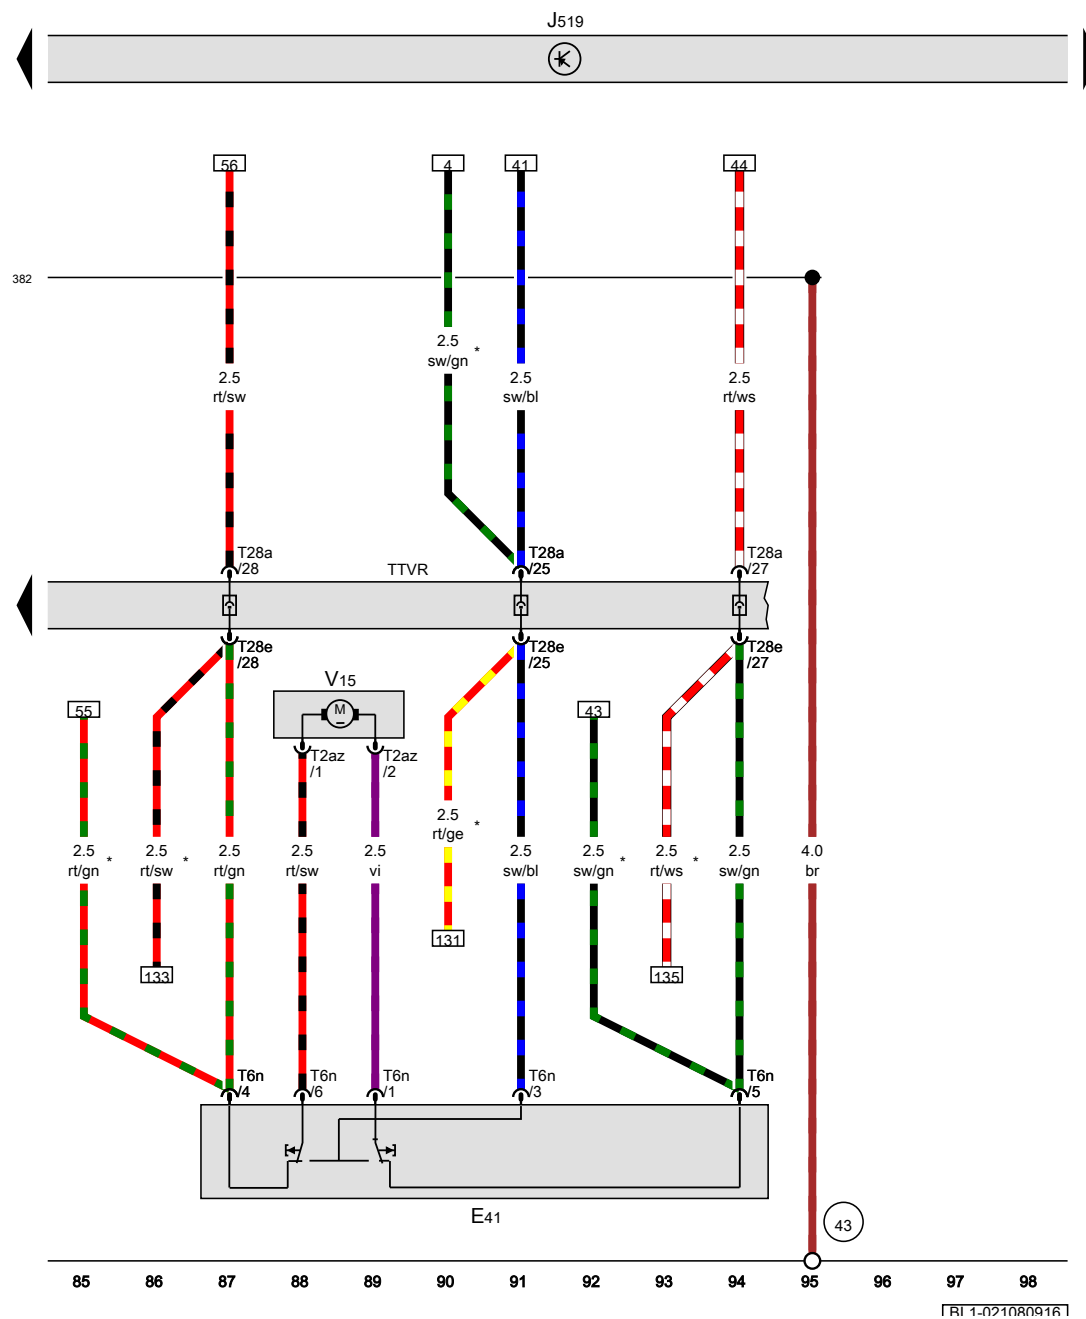 J519
56 4 41 44
382
2.5
sw/gn *
2.5 2.5 2.5
rt/sw sw/bl rt/ws
T28a T28a T28a
/28 /25 /27
TTVR
T28e T28e T28e
/28 /25 /27
V15
55 M 43
T2az T2az
/1 /2
2.5
rt/ge *
2.5 2.5 2.5 2.5 2.5 2.5 2.5 2.5 2.5 4.0
rt/gn * rt/sw * rt/gn rt/sw vi sw/bl sw/gn * rt/ws * sw/gn br
131
133 135
T6n T6n T6n T6n T6n
/4 /6 /1 /3 /5
E41
43
85 86 87 88 89 90 91 92 93 94 95 96 97 98
BL1-021080916